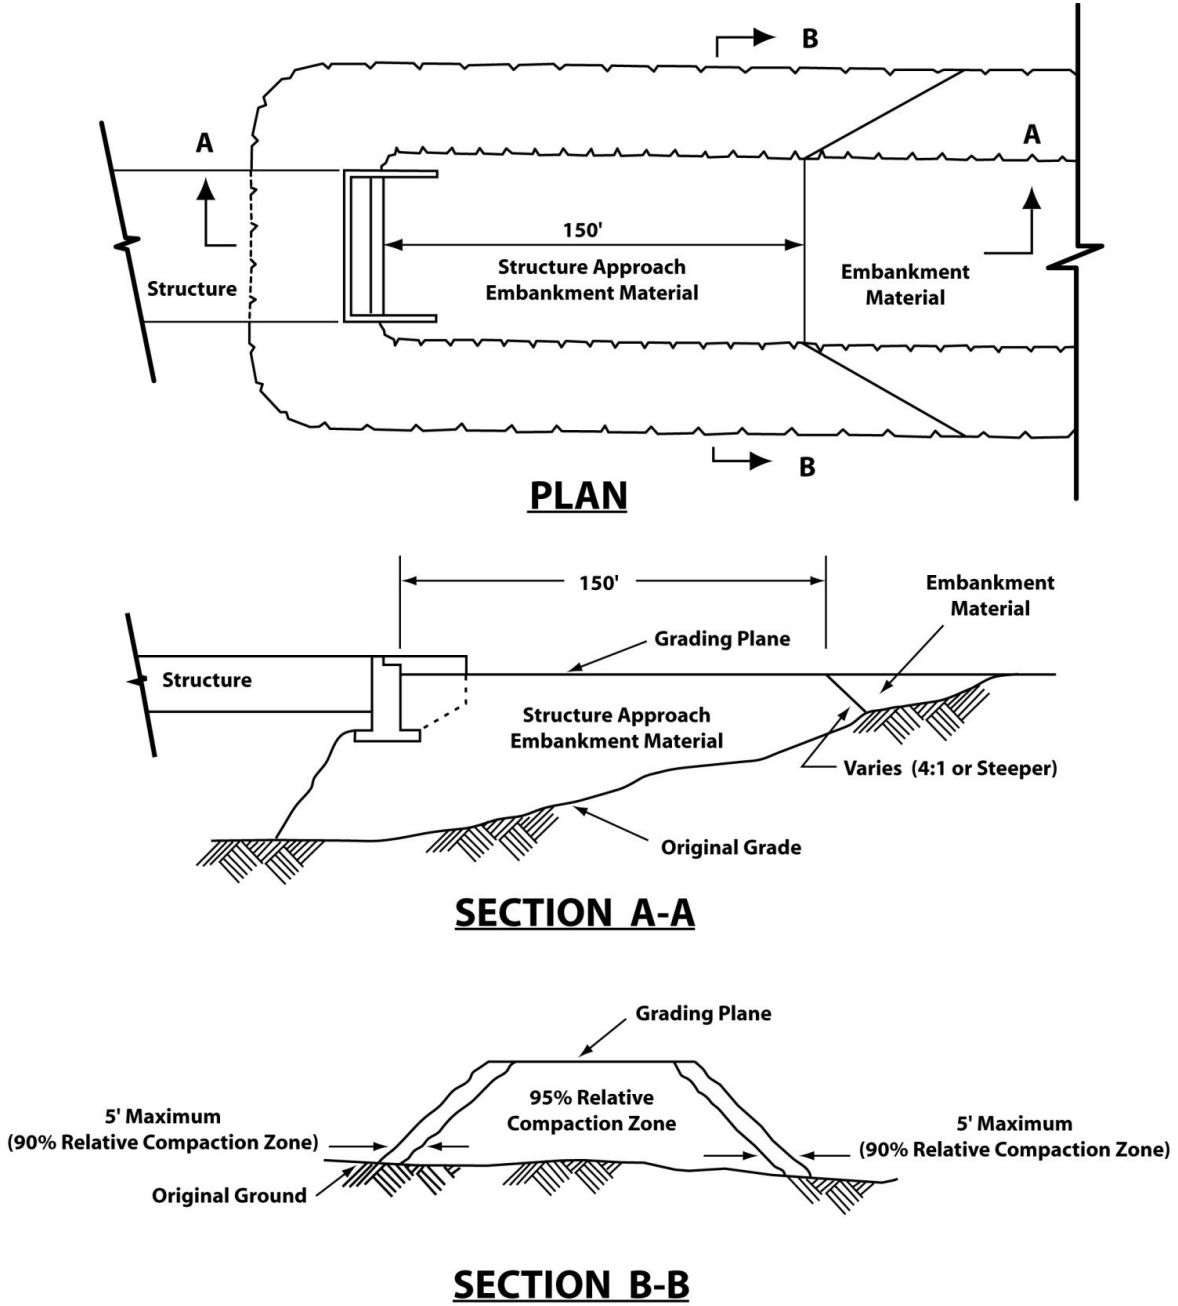 B
A
A
150'
Structure Approach
Embankment Material
Embankment
Material
Structure
B
PLAN
150'
Embankment
Material
Grading Plane
Structure
Structure Approach
Embankment Material
Varies (4:1 or Steeper)
Original Grade
SECTION A-A
Grading Plane
95% Relative
Compaction Zone
5' Maximum
(90% Relative Compaction Zone)
5' Maximum
(90% Relative Compaction Zone)
Original Ground
SECTION B-B